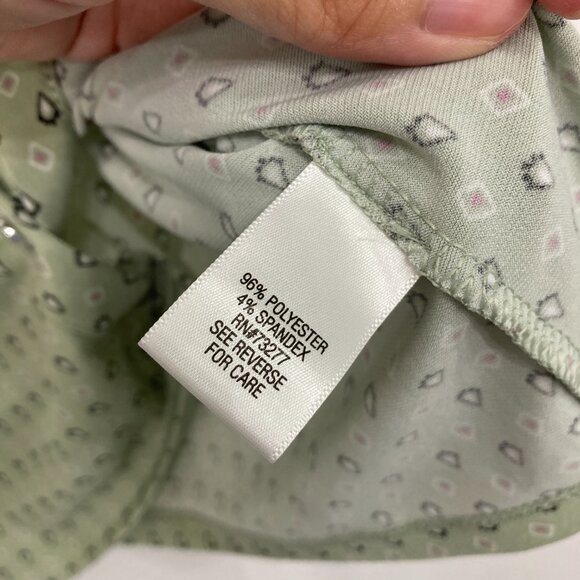 96% POLYESTER
4% SPANDEX
RN#73277
SEE REVERSE
FOR CARE